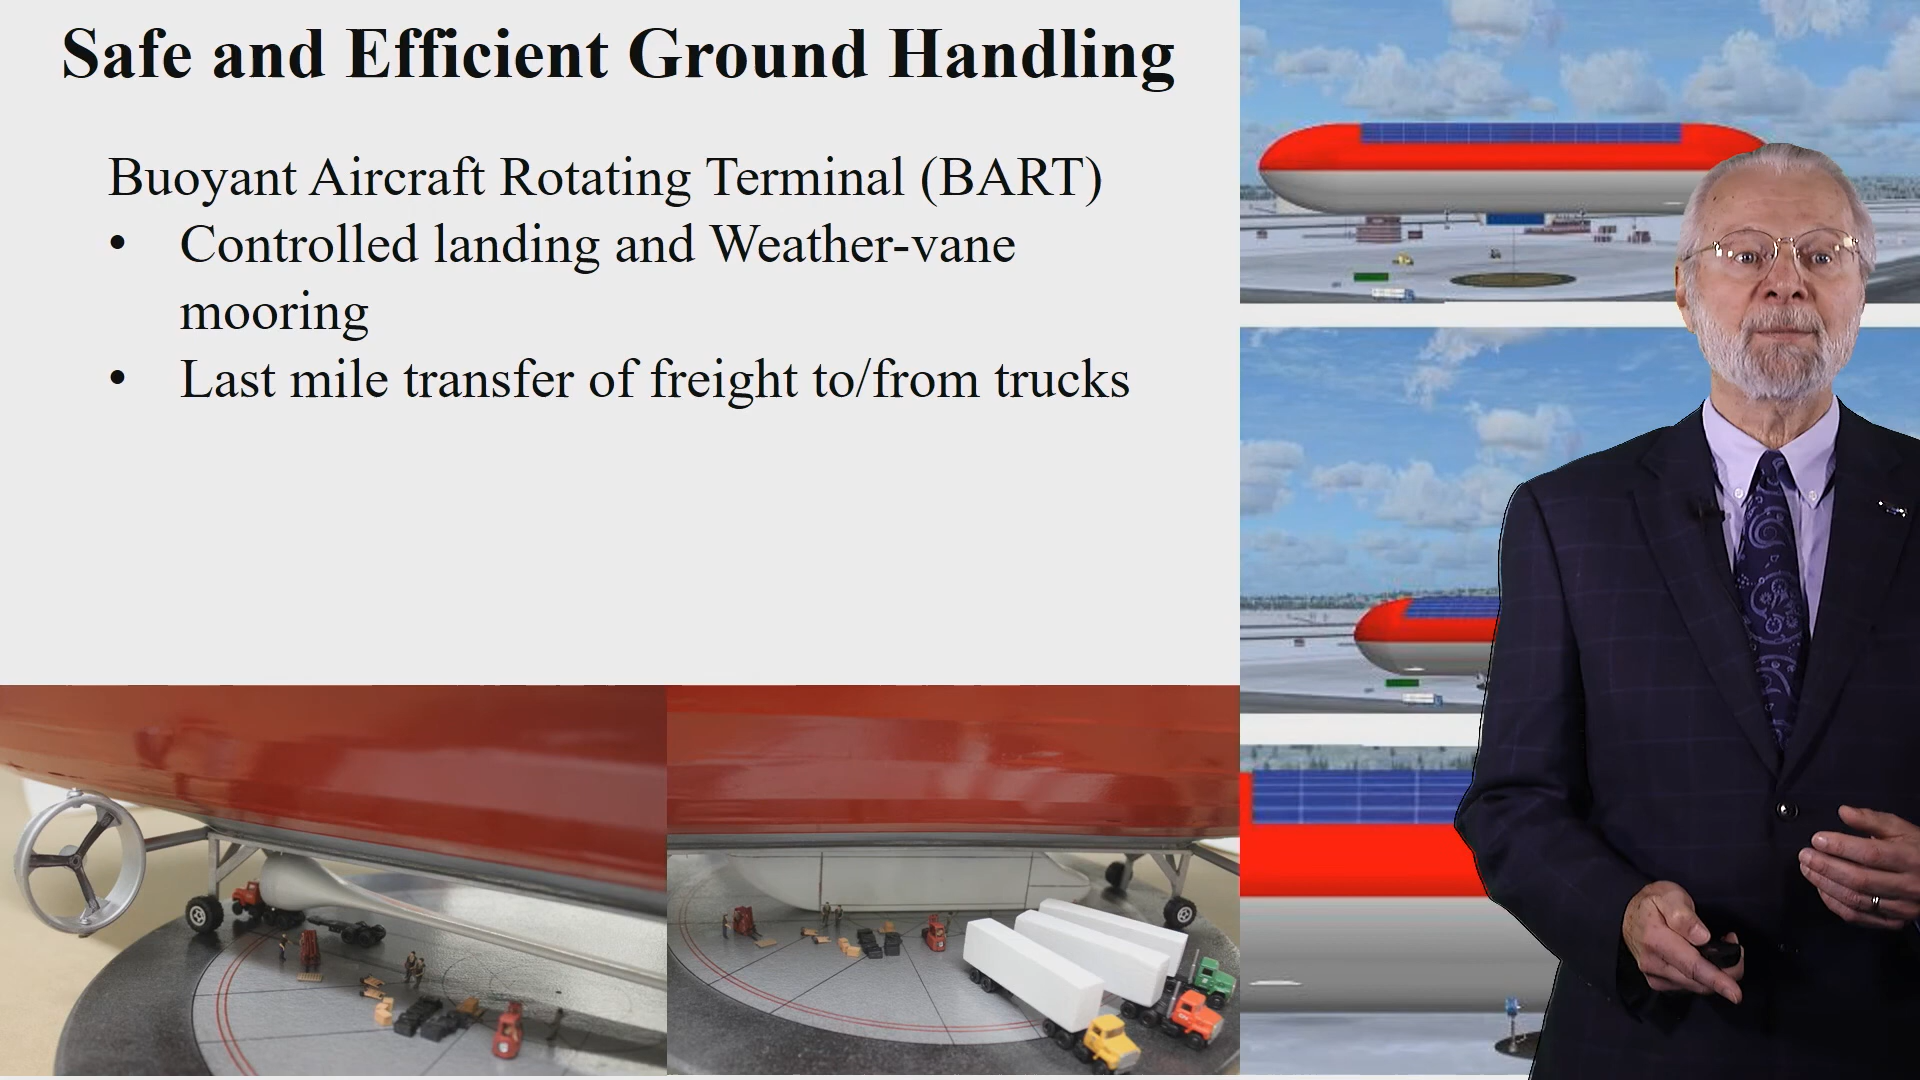 Safe and Efficient Ground Handling
Buoyant Aircraft Rotating Terminal (BART)
• Controlled landing and Weather-vane
mooring
• Last mile transfer of freight to/from trucks